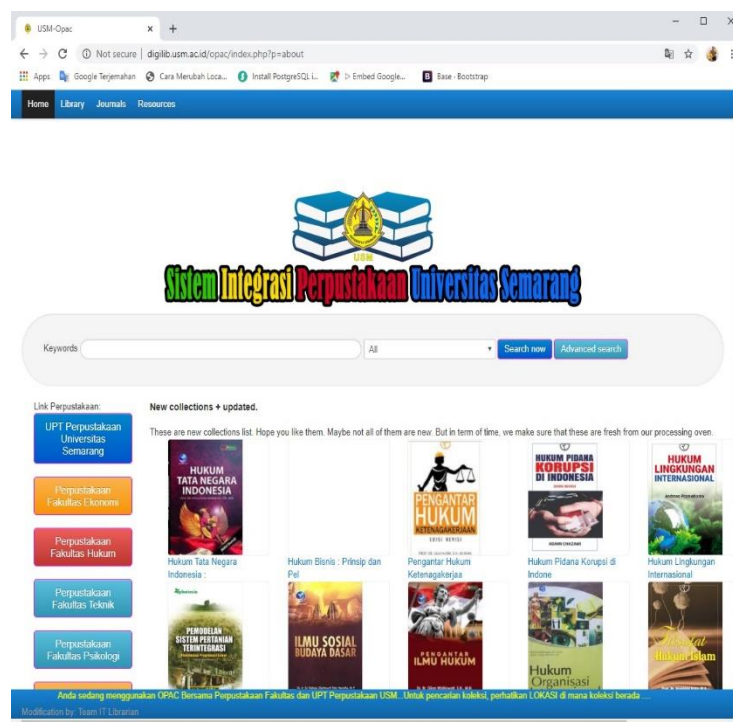 USM-Opac
Not secure | digilib.usm.ac.id/opac/index.php?p=about
Apps Google Terjemahan Cara Merubah Loca... Install PostgreSQL i... Embed Google... Base - Bootstrap
Home Library Journals Resources
USM
Sistem Integrasi Perpustakaan Universitas Semarang
Keywords All Search now Advanced search
Link Perpustakaan:
UPT Perpustakaan
Universitas
Semarang
Perpustakaan
Fakultas Ekonomi
Perpustakaan
Fakultas Hukum
Perpustakaan
Fakultas Teknik
Perpustakaan
Fakultas Psikologi
New collections + updated.
These are new collections list. Hope you like them. Maybe not all of them are new. But in term of time, we make sure that these are fresh from our processing oven.
HUKUM
TATA NEGARA
INDONESIA
PENGANTAR
HUKUM
KETENAGAKERJAAN
EDISI REVISI
HUKUM PIDANA
KORUPSI
DI INDONESIA
HUKUM
LINGKUNGAN
INTERNASIONAL
Hukum Tata Negara
Indonesia :
Hukum Bisnis : Prinsip dan
Pel
Pengantar Hukum
Ketenagakerjaa
Hukum Pidana Korupsi di
Indone
Hukum Lingkungan
Internasional
PEMODELAN
SISTEM PERTANIAN
TERINTEGRASI
ILMU SOSIAL
BUDAYA DASAR
PENGANTAR
ILMU HUKUM
Hukum
Organisasi
Filsafat
Hukum Islam
Anda sedang menggunakan OPAC Bersama Perpustakaan Fakultas dan UPT Perpustakaan USM...Untuk pencarian koleksi, perhatikan LOKASI di mana koleksi berada ....
Modification by: Team IT Librarian